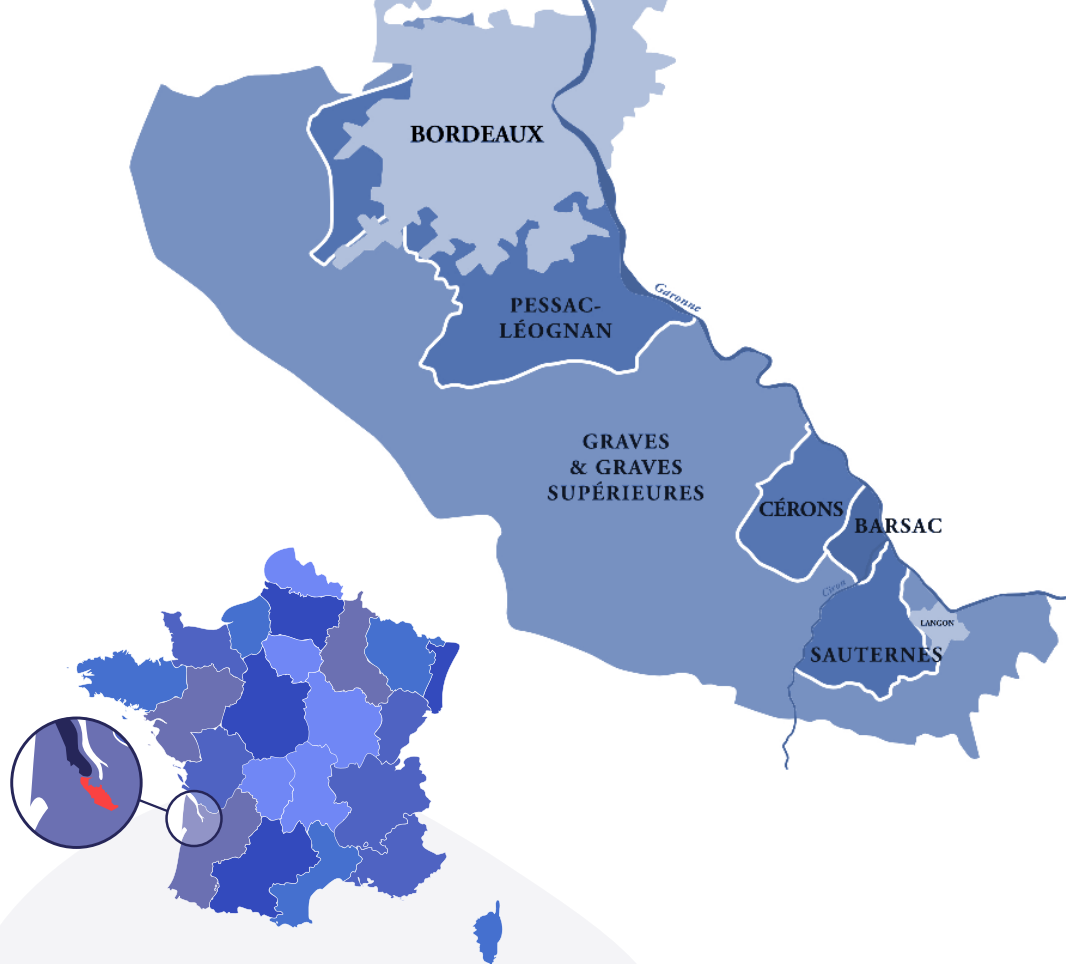 BORDEAUX
Garonne
PESSAC-
LÉOGNAN
GRAVES
& GRAVES
SUPÉRIEURES
CÉRONS
BARSAC
Ciron
LANGON
SAUTERNES